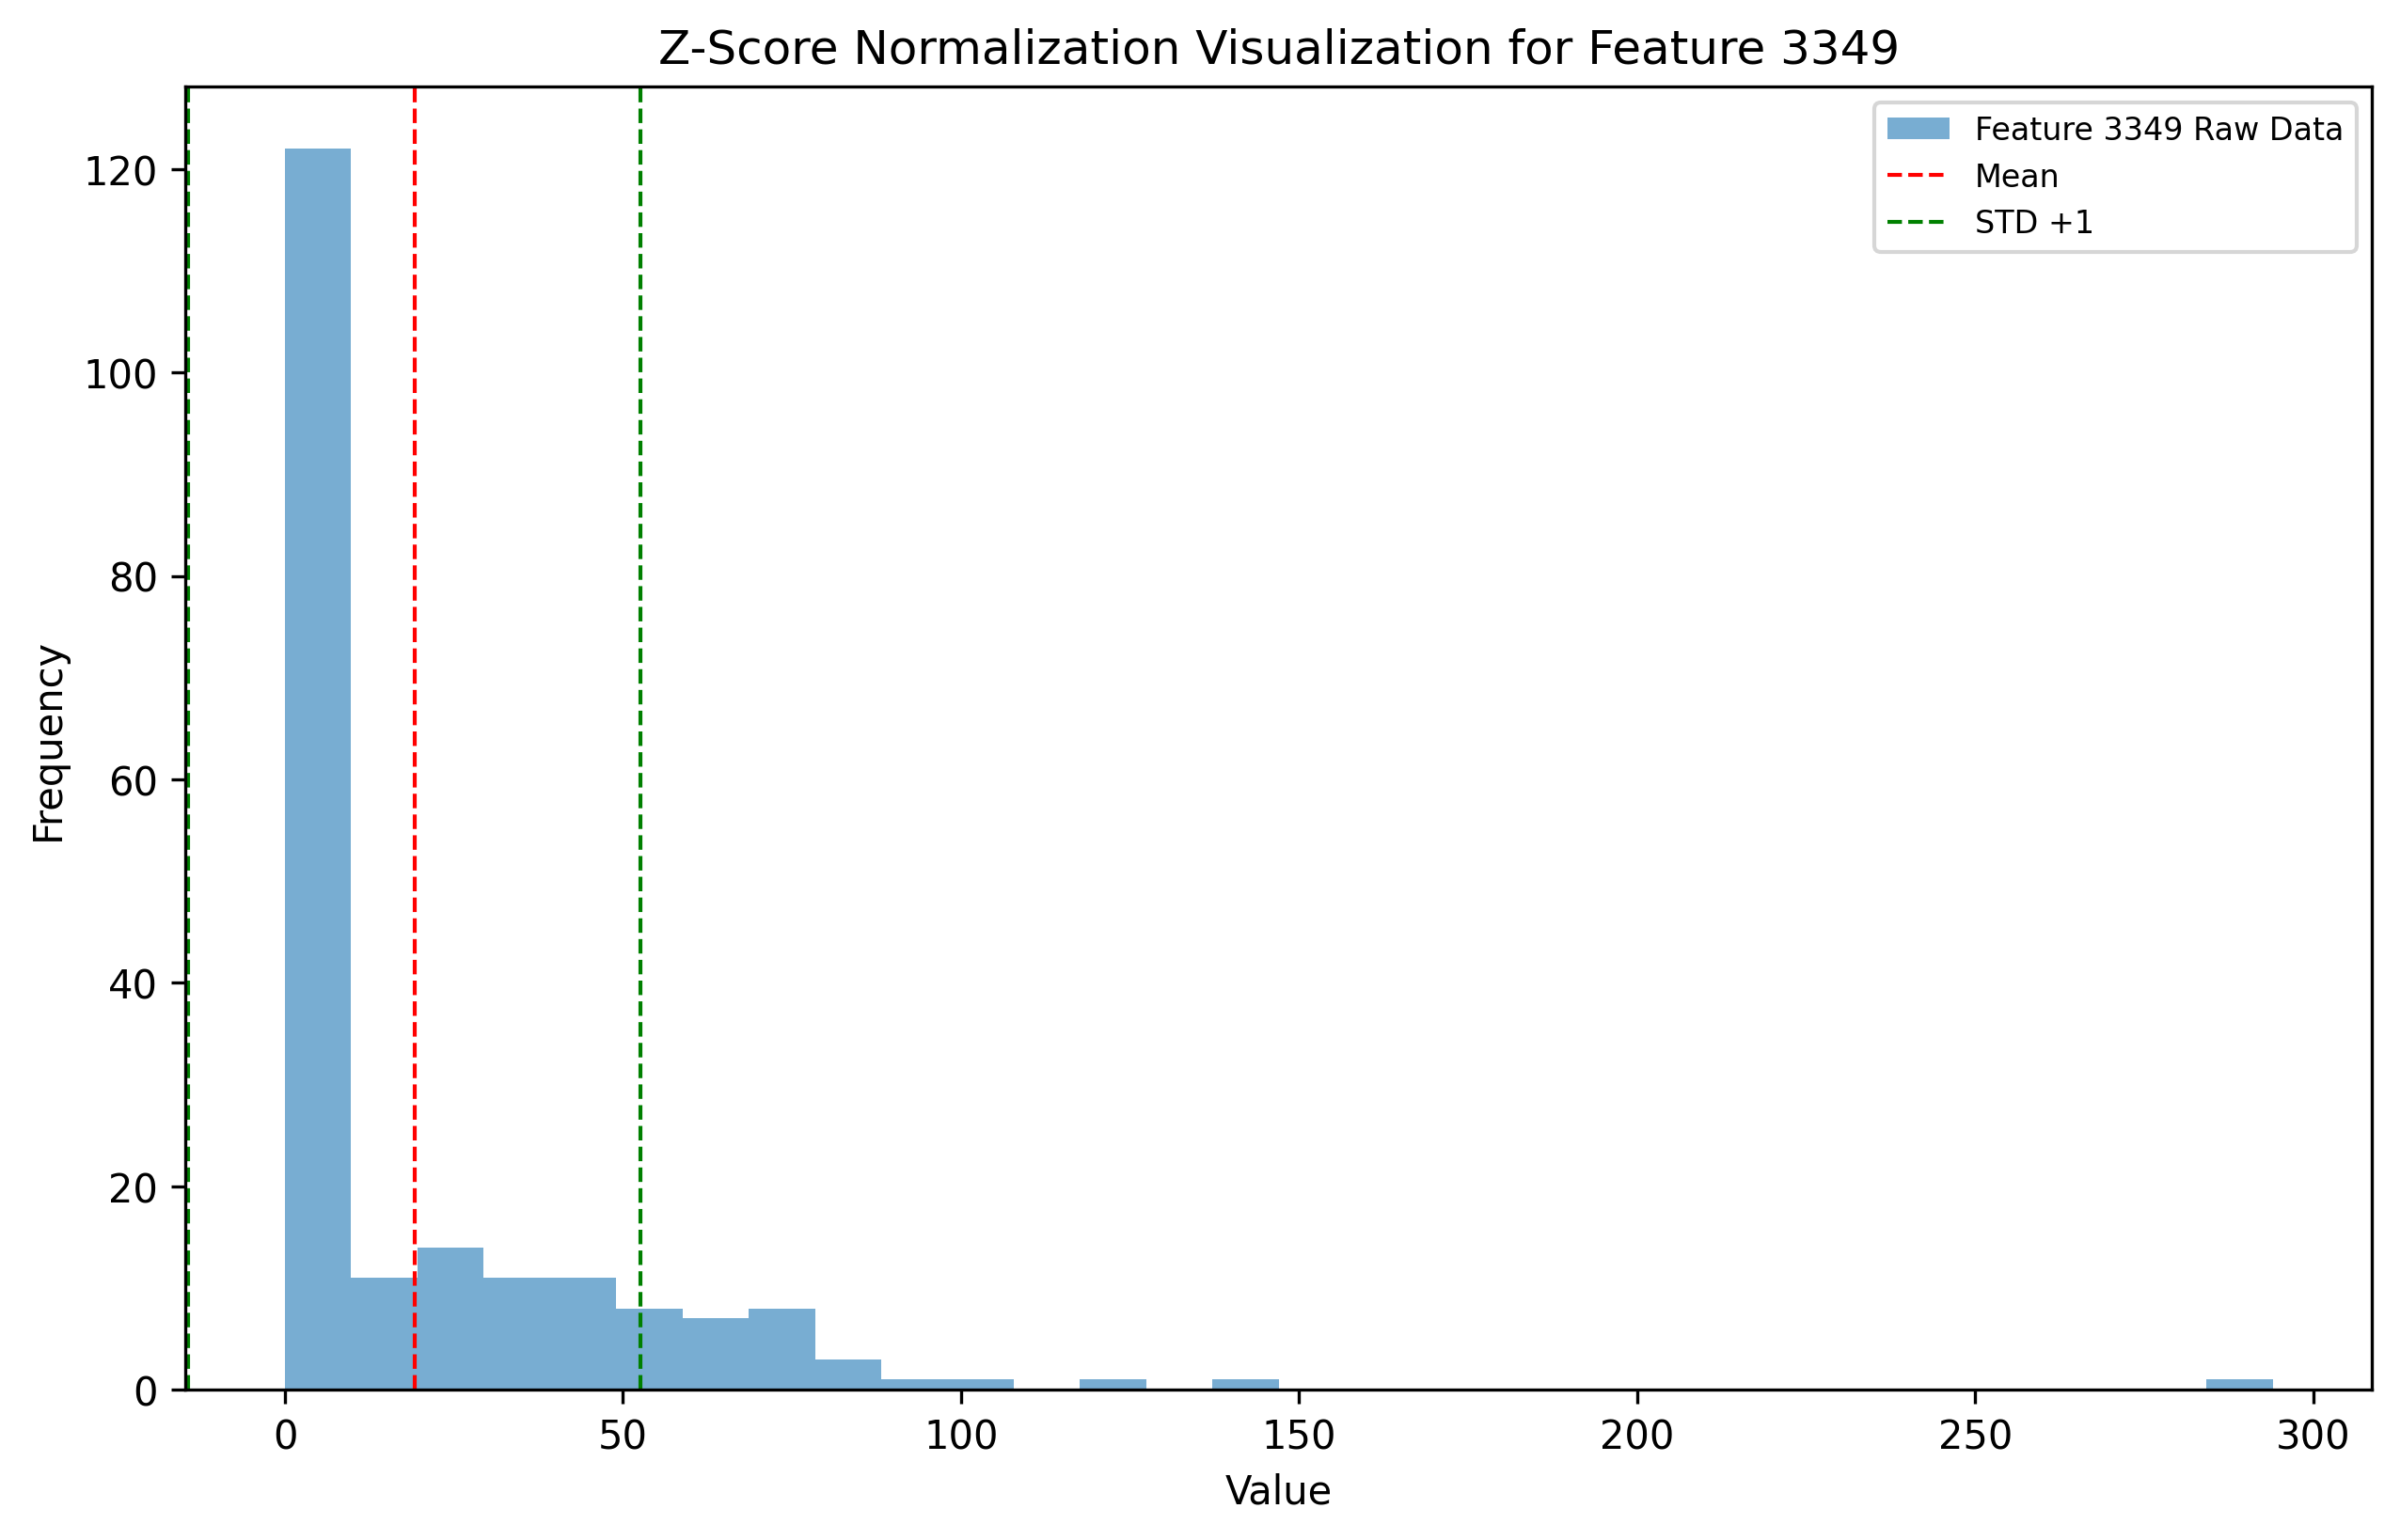 Z-Score Normalization Visualization for Feature 3349
Feature 3349 Raw Data
Mean
STD +1
120
100
80
60
40
20
0
Frequency
0 50 100 150 200 250 300
Value